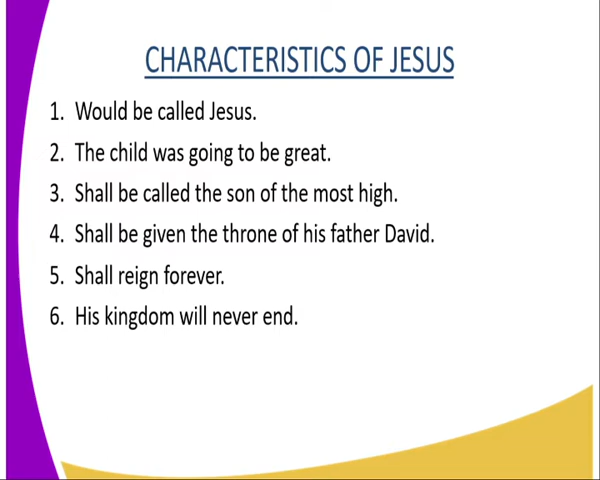 CHARACTERISTICS OF JESUS
1. Would be called Jesus.
2. The child was going to be great.
3. Shall be called the son of the most high.
4. Shall be given the throne of his father David.
5. Shall reign forever.
6. His kingdom will never end.